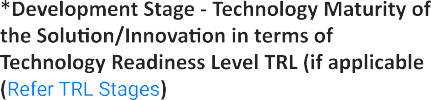 *Development Stage - Technology Maturity of
the Solution/Innovation in terms of
Technology Readiness Level TRL (if applicable
(Refer TRL Stages)